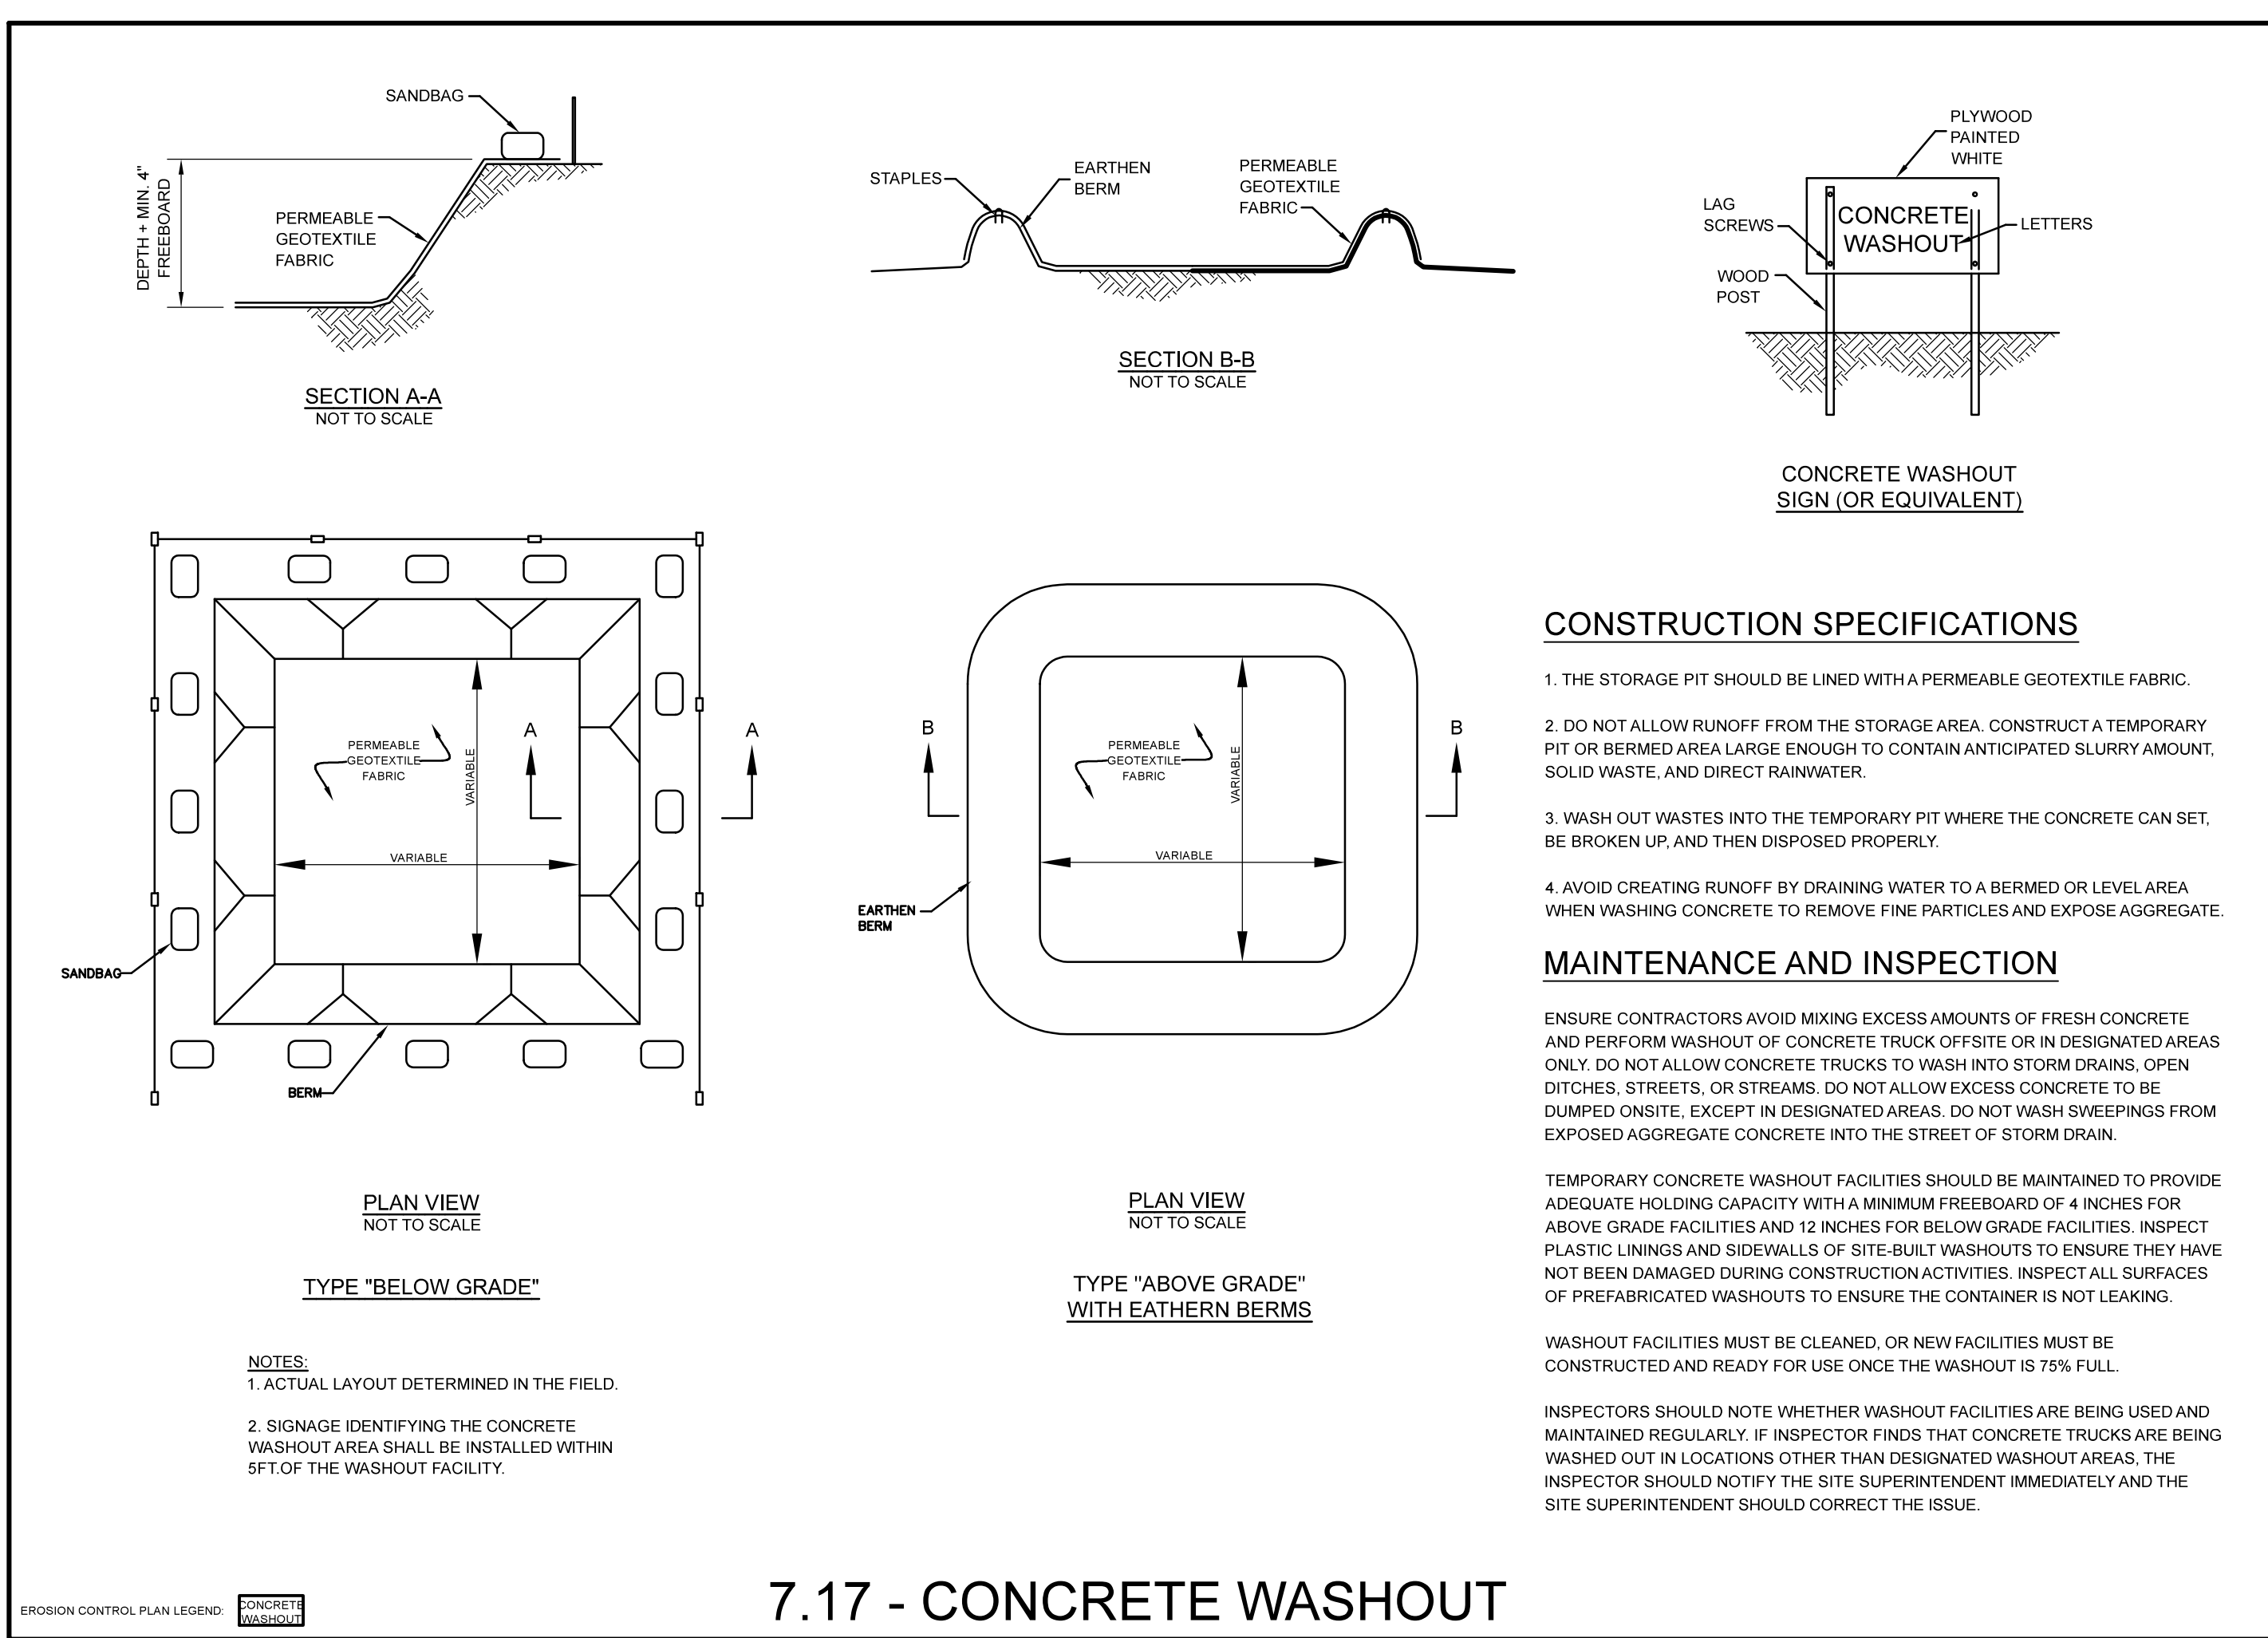 SANDBAG
DEPTH + MIN. 4"
FREEBOARD
PERMEABLE
GEOTEXTILE
FABRIC
SECTION A-A
NOT TO SCALE
STAPLES
EARTHEN
BERM
PERMEABLE
GEOTEXTILE
FABRIC
SECTION B-B
NOT TO SCALE
PLYWOOD
PAINTED
WHITE
LAG
SCREWS
CONCRETE
WASHOUT
LETTERS
WOOD
POST
CONCRETE WASHOUT
SIGN (OR EQUIVALENT)
PERMEABLE
GEOTEXTILE
FABRIC
VARIABLE
VARIABLE
A
A
SANDBAG
BERM
PLAN VIEW
NOT TO SCALE
TYPE "BELOW GRADE"
NOTES:
1. ACTUAL LAYOUT DETERMINED IN THE FIELD.
2. SIGNAGE IDENTIFYING THE CONCRETE
WASHOUT AREA SHALL BE INSTALLED WITHIN
5FT.OF THE WASHOUT FACILITY.
B
B
PERMEABLE
GEOTEXTILE
FABRIC
VARIABLE
VARIABLE
EARTHEN
BERM
PLAN VIEW
NOT TO SCALE
TYPE "ABOVE GRADE"
WITH EATHERN BERMS
CONSTRUCTION SPECIFICATIONS
1. THE STORAGE PIT SHOULD BE LINED WITH A PERMEABLE GEOTEXTILE FABRIC.
2. DO NOT ALLOW RUNOFF FROM THE STORAGE AREA. CONSTRUCT A TEMPORARY
PIT OR BERMED AREA LARGE ENOUGH TO CONTAIN ANTICIPATED SLURRY AMOUNT,
SOLID WASTE, AND DIRECT RAINWATER.
3. WASH OUT WASTES INTO THE TEMPORARY PIT WHERE THE CONCRETE CAN SET,
BE BROKEN UP, AND THEN DISPOSED PROPERLY.
4. AVOID CREATING RUNOFF BY DRAINING WATER TO A BERMED OR LEVEL AREA
WHEN WASHING CONCRETE TO REMOVE FINE PARTICLES AND EXPOSE AGGREGATE.
MAINTENANCE AND INSPECTION
ENSURE CONTRACTORS AVOID MIXING EXCESS AMOUNTS OF FRESH CONCRETE
AND PERFORM WASHOUT OF CONCRETE TRUCK OFFSITE OR IN DESIGNATED AREAS
ONLY. DO NOT ALLOW CONCRETE TRUCKS TO WASH INTO STORM DRAINS, OPEN
DITCHES, STREETS, OR STREAMS. DO NOT ALLOW EXCESS CONCRETE TO BE
DUMPED ONSITE, EXCEPT IN DESIGNATED AREAS. DO NOT WASH SWEEPINGS FROM
EXPOSED AGGREGATE CONCRETE INTO THE STREET OF STORM DRAIN.
TEMPORARY CONCRETE WASHOUT FACILITIES SHOULD BE MAINTAINED TO PROVIDE
ADEQUATE HOLDING CAPACITY WITH A MINIMUM FREEBOARD OF 4 INCHES FOR
ABOVE GRADE FACILITIES AND 12 INCHES FOR BELOW GRADE FACILITIES. INSPECT
PLASTIC LININGS AND SIDEWALLS OF SITE-BUILT WASHOUTS TO ENSURE THEY HAVE
NOT BEEN DAMAGED DURING CONSTRUCTION ACTIVITIES. INSPECT ALL SURFACES
OF PREFABRICATED WASHOUTS TO ENSURE THE CONTAINER IS NOT LEAKING.
WASHOUT FACILITIES MUST BE CLEANED, OR NEW FACILITIES MUST BE
CONSTRUCTED AND READY FOR USE ONCE THE WASHOUT IS 75% FULL.
INSPECTORS SHOULD NOTE WHETHER WASHOUT FACILITIES ARE BEING USED AND
MAINTAINED REGULARLY. IF INSPECTOR FINDS THAT CONCRETE TRUCKS ARE BEING
WASHED OUT IN LOCATIONS OTHER THAN DESIGNATED WASHOUT AREAS, THE
INSPECTOR SHOULD NOTIFY THE SITE SUPERINTENDENT IMMEDIATELY AND THE
SITE SUPERINTENDENT SHOULD CORRECT THE ISSUE.
EROSION CONTROL PLAN LEGEND:
CONCRETE
WASHOUT
7.17 - CONCRETE WASHOUT